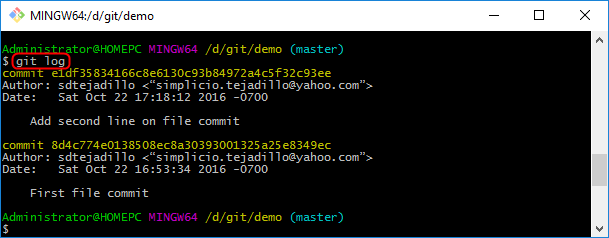 MINGW64:/d/git/demo
Administrator@HOMEPC MINGW64 /d/git/demo (master)
$ git log
commit e1df35834166c8e6130c93b84972a4c5f32c93ee
Author: sdtejadillo <“simplicio.tejadillo@yahoo.com”>
Date:   Sat Oct 22 17:18:12 2016 -0700
    Add second line on file commit
commit 8d4c774e0138508ec8a30393001325a25e8349ec
Author: sdtejadillo <“simplicio.tejadillo@yahoo.com”>
Date:   Sat Oct 22 16:53:34 2016 -0700
    First file commit
Administrator@HOMEPC MINGW64 /d/git/demo (master)
$